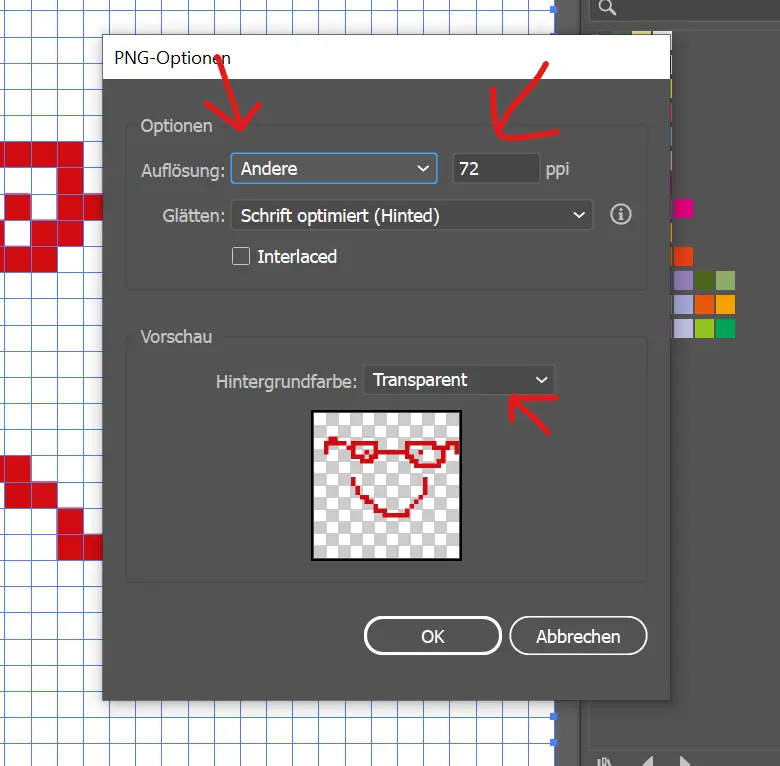 PNG-Optionen
Optionen
Auflösung: Andere 72 ppi
Glätten: Schrift optimiert (Hinted)
Interlaced
Vorschau
Hintergrundfarbe: Transparent
OK Abbrechen